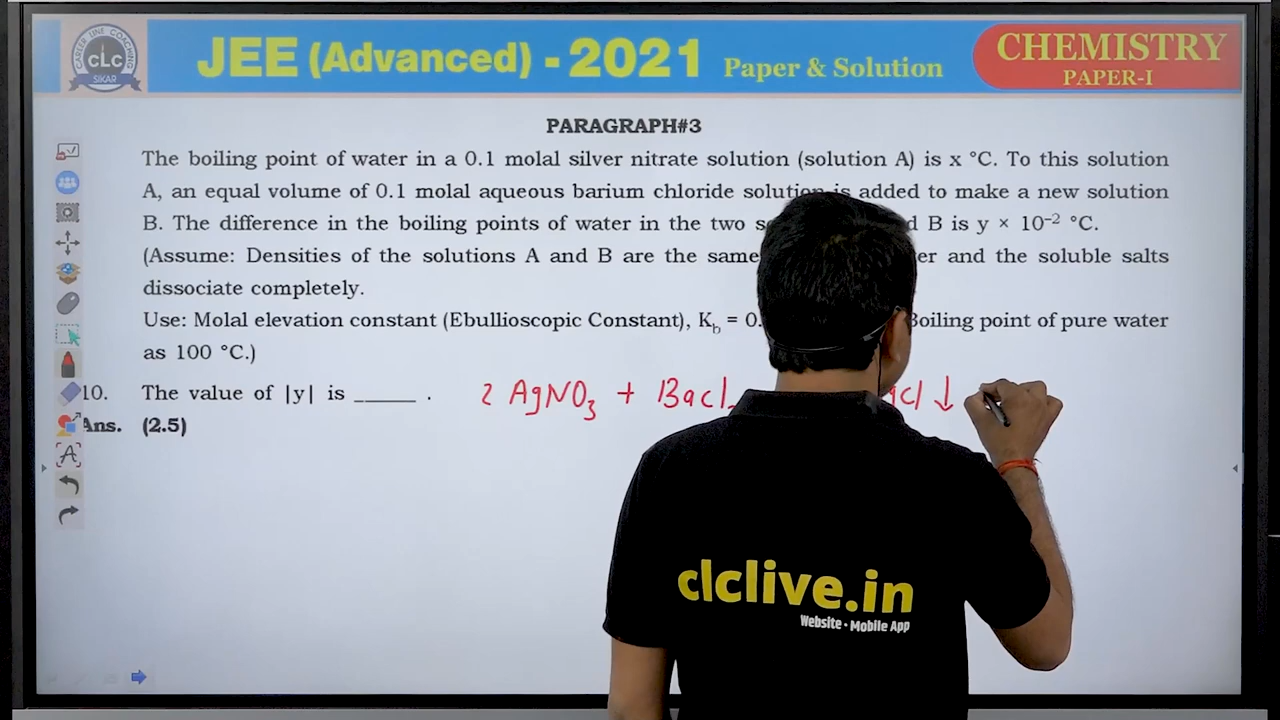 CAREER LINE COACHING
CLC
SIKAR
JEE (Advanced) - 2021 Paper & Solution
CHEMISTRY
PAPER-I
PARAGRAPH#3
The boiling point of water in a 0.1 molal silver nitrate solution (solution A) is x °C. To this solution
A, an equal volume of 0.1 molal aqueous barium chloride solution is added to make a new solution
B. The difference in the boiling points of water in the two s d B is y × 10⁻² °C.
(Assume: Densities of the solutions A and B are the same er and the soluble salts
dissociate completely.
Use: Molal elevation constant (Ebullioscopic Constant), K_b = 0. Boiling point of pure water
as 100 °C.)
10. The value of |y| is _____ . 2 AgNO₃ + Bacl gcl ↓
Ans. (2.5)
clclive.in
Website • Mobile App